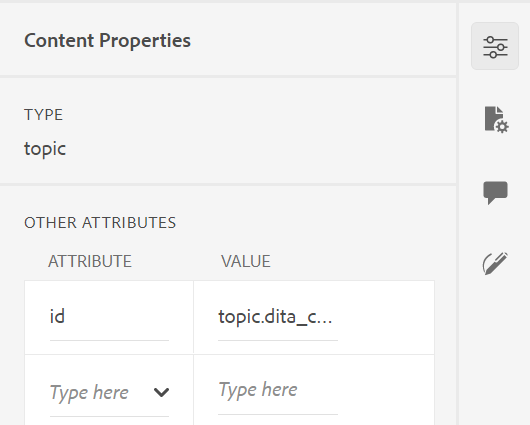 Content Properties
TYPE
topic
OTHER ATTRIBUTES
ATTRIBUTE VALUE
id topic.dita_c...
Type here Type here